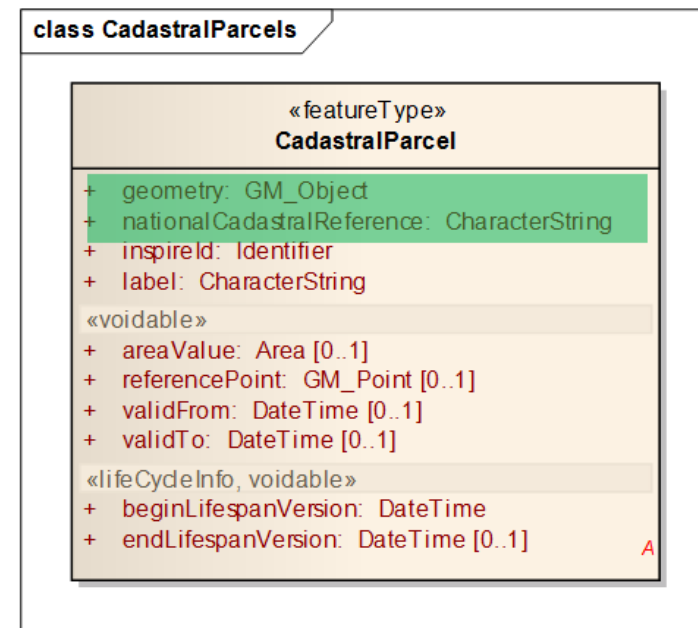 class CadastralParcels
«featureType»
CadastralParcel
+ geometry: GM_Object
+ nationalCadastralReference: CharacterString
+ inspireId: Identifier
+ label: CharacterString
«voidable»
+ areaValue: Area [0..1]
+ referencePoint: GM_Point [0..1]
+ validFrom: DateTime [0..1]
+ validTo: DateTime [0..1]
«lifeCycleInfo, voidable»
+ beginLifespanVersion: DateTime
+ endLifespanVersion: DateTime [0..1]
A